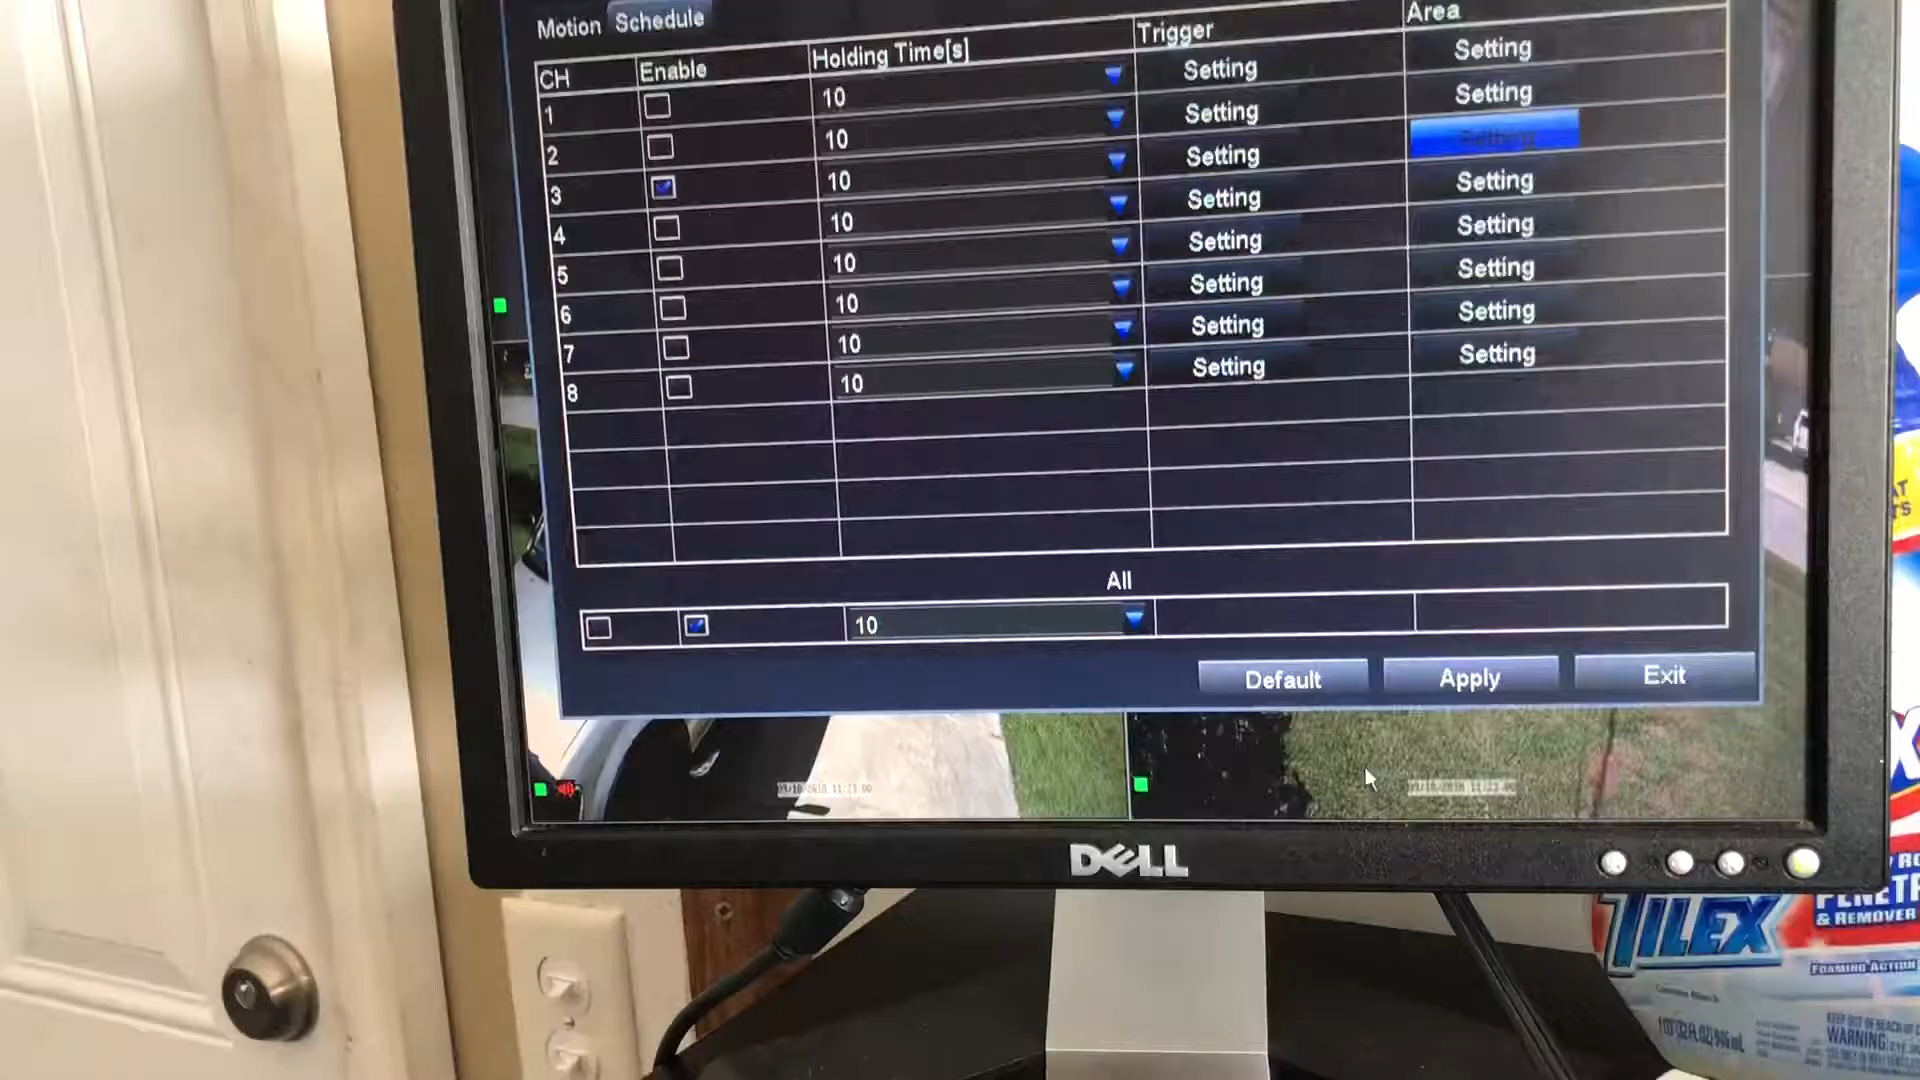 Motion Schedule
CH Enable Holding Time[s] Trigger Area
1 10 Setting Setting
2 10 Setting Setting
3 10 Setting
4 10 Setting Setting
5 10 Setting Setting
6 10 Setting Setting
7 10 Setting Setting
8 10 Setting Setting
All
10
Default Apply Exit
DELL
TILEX
& REMOVER
FOAMING ACTION
WARNING: